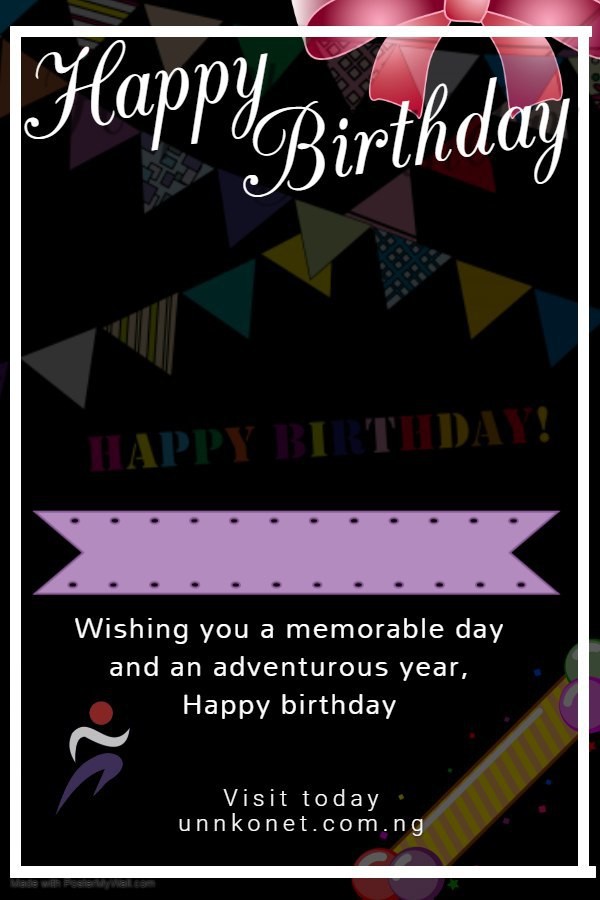 Happy
Birthday
HAPPY BIRTHDAY!
Wishing you a memorable day
and an adventurous year,
Happy birthday
Visit today
unnkonet.com.ng
Made with PosterMyWall.com